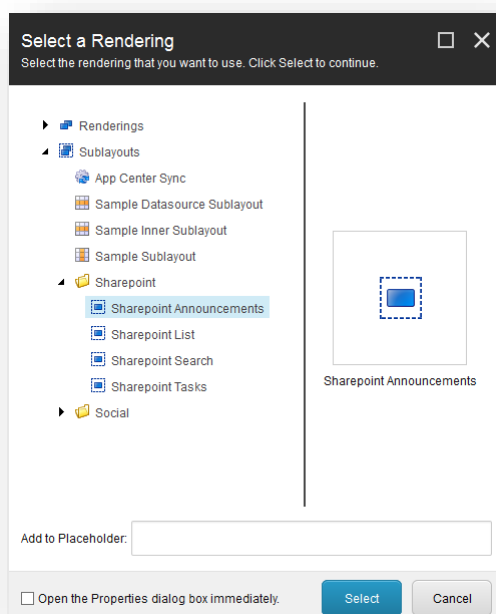 Select a Rendering
Select the rendering that you want to use. Click Select to continue.
Renderings
Sublayouts
App Center Sync
Sample Datasource Sublayout
Sample Inner Sublayout
Sample Sublayout
Sharepoint
Sharepoint Announcements
Sharepoint List
Sharepoint Search
Sharepoint Tasks
Social
Sharepoint Announcements
Add to Placeholder:
Open the Properties dialog box immediately.
Select
Cancel